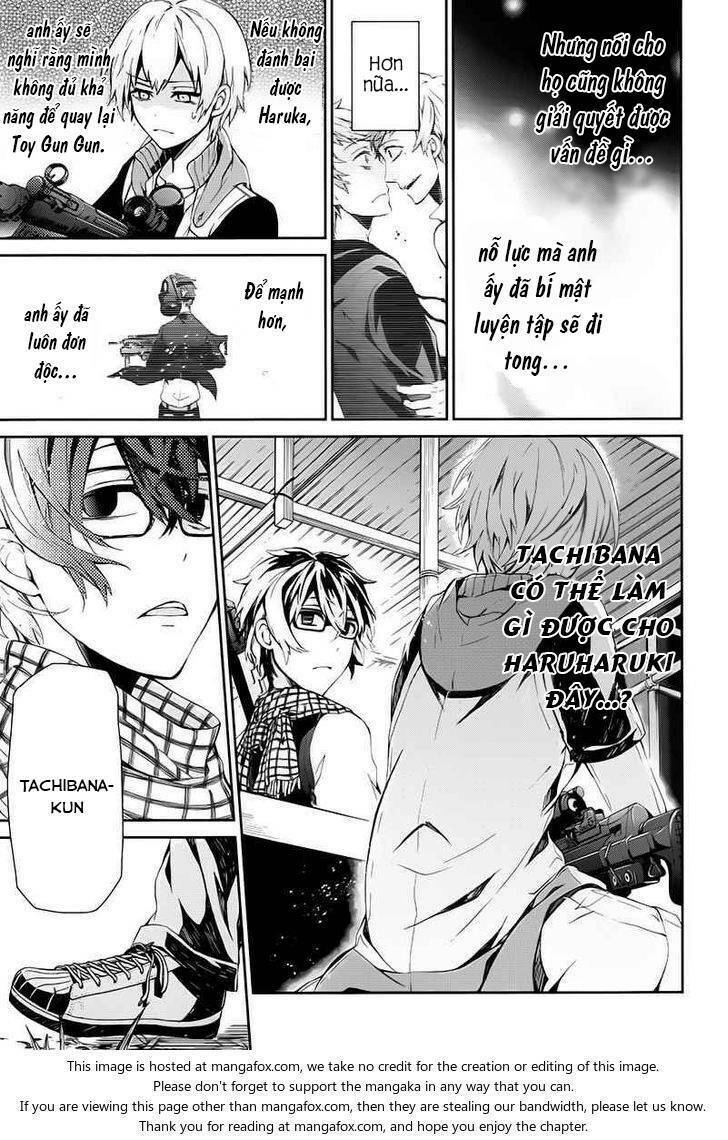 Nhưng nói cho
họ cũng không
giải quyết được
vấn đề gì...
nỗ lực mà anh
ấy đã bí mật
luyện tập sẽ đi
tong...
Hơn
nữa...
Nếu không
đánh bại
được
Haruka,
anh ấy sẽ
nghĩ rằng mình
không đủ khả
năng để quay lại
Toy Gun Gun.
Để mạnh
hơn,
anh ấy đã
luôn đơn
độc...
TACHIBANA
CÓ THỂ LÀM
GÌ ĐƯỢC CHO
HARUHARUKI
ĐÂY...?
TACHIBANA-
KUN
This image is hosted at mangafox.com, we take no credit for the creation or editing of this image.
Please don't forget to support the mangaka in any way that you can.
If you are viewing this page other than mangafox.com, then they are stealing our bandwidth, please let us know.
Thank you for reading at mangafox.com, and hope you enjoy the chapter.